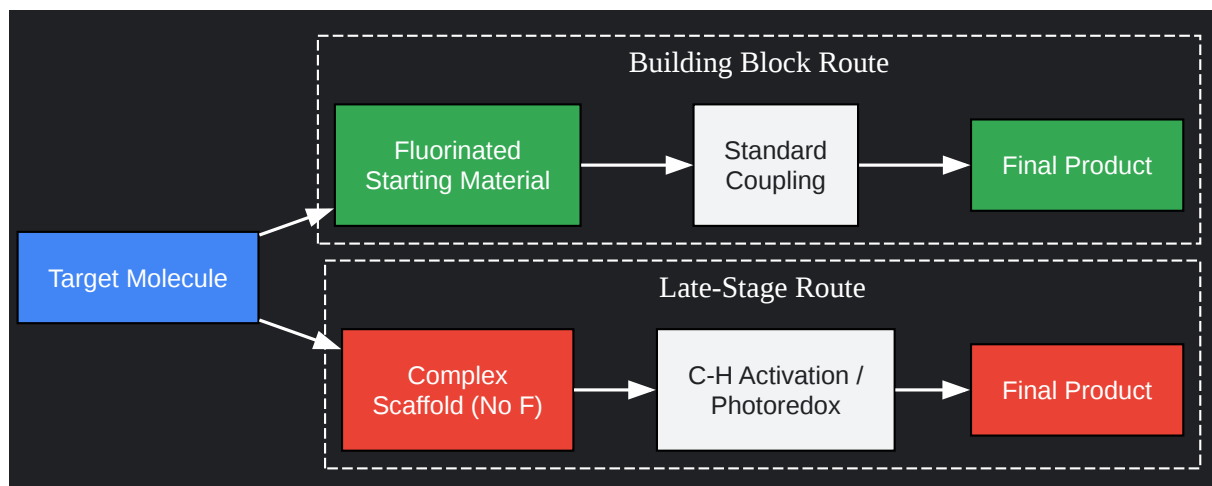 Building Block Route
Fluorinated
Starting Material
Standard
Coupling
Final Product
Target Molecule
Late-Stage Route
Complex
Scaffold (No F)
C-H Activation /
Photoredox
Final Product